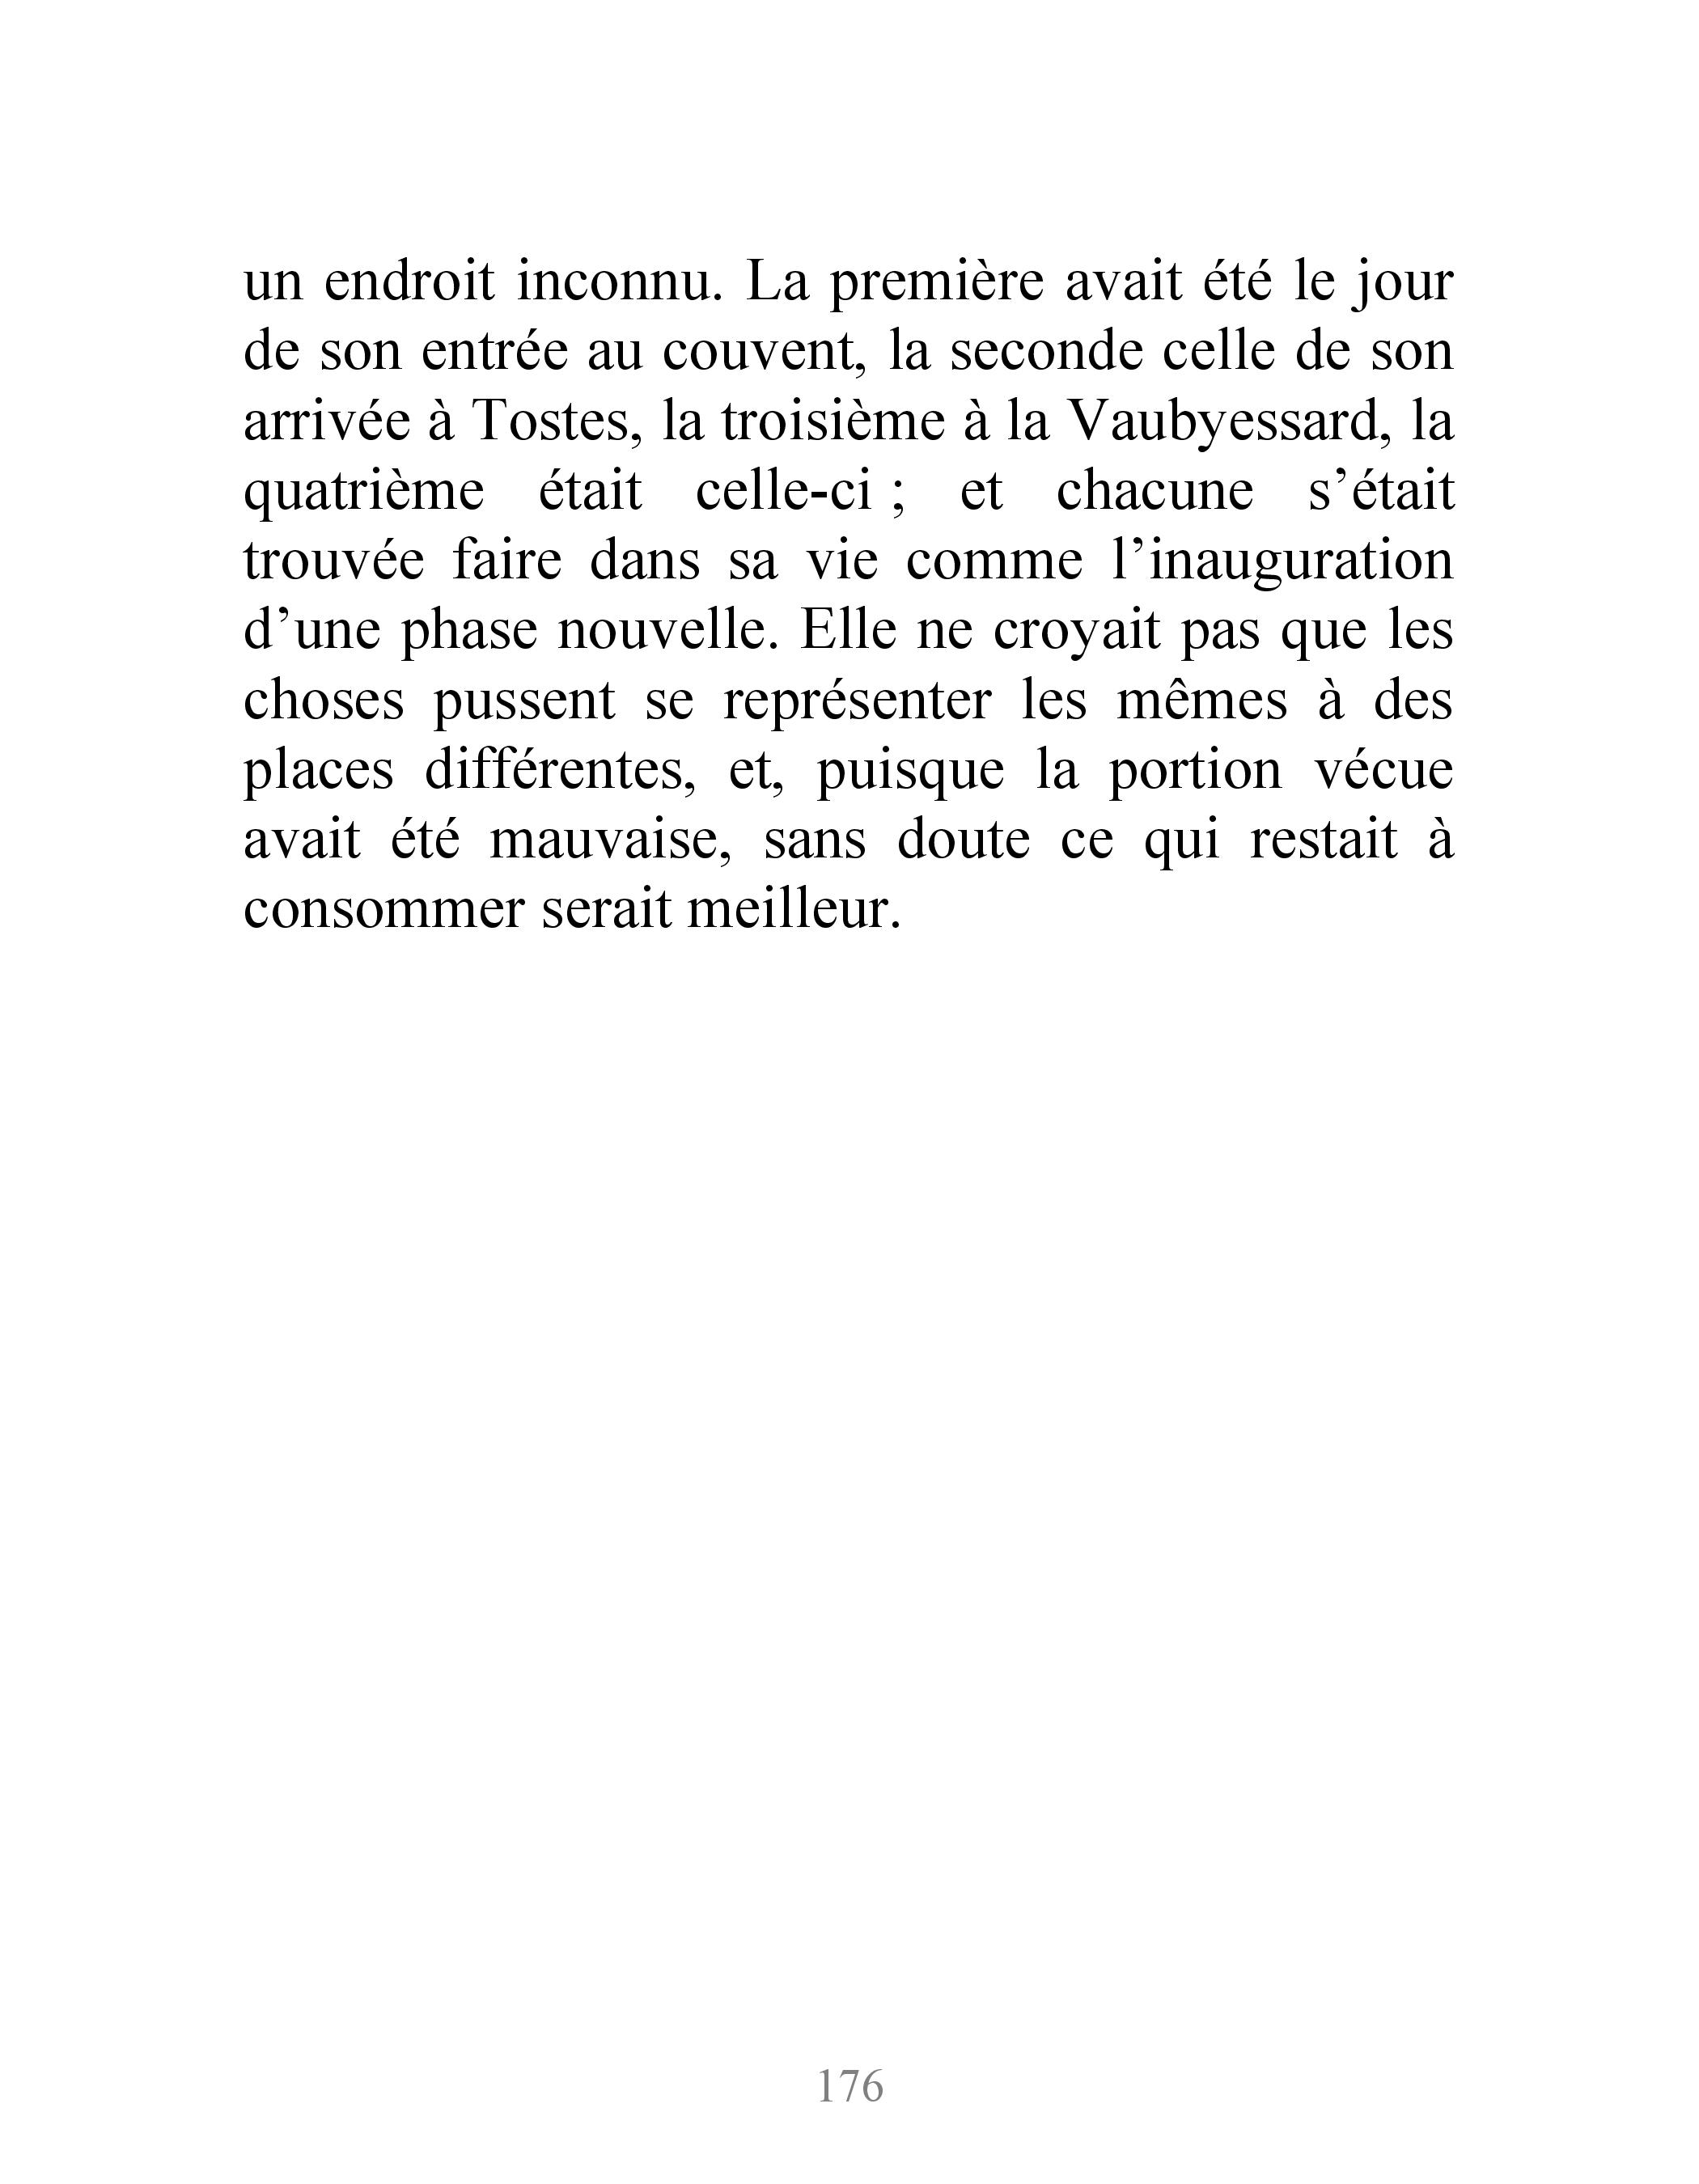 un endroit inconnu. La première avait été le jour
de son entrée au couvent, la seconde celle de son
arrivée à Tostes, la troisième à la Vaubyessard, la
quatrième était celle-ci ; et chacune s’était
trouvée faire dans sa vie comme l’inauguration
d’une phase nouvelle. Elle ne croyait pas que les
choses pussent se représenter les mêmes à des
places différentes, et, puisque la portion vécue
avait été mauvaise, sans doute ce qui restait à
consommer serait meilleur.
176